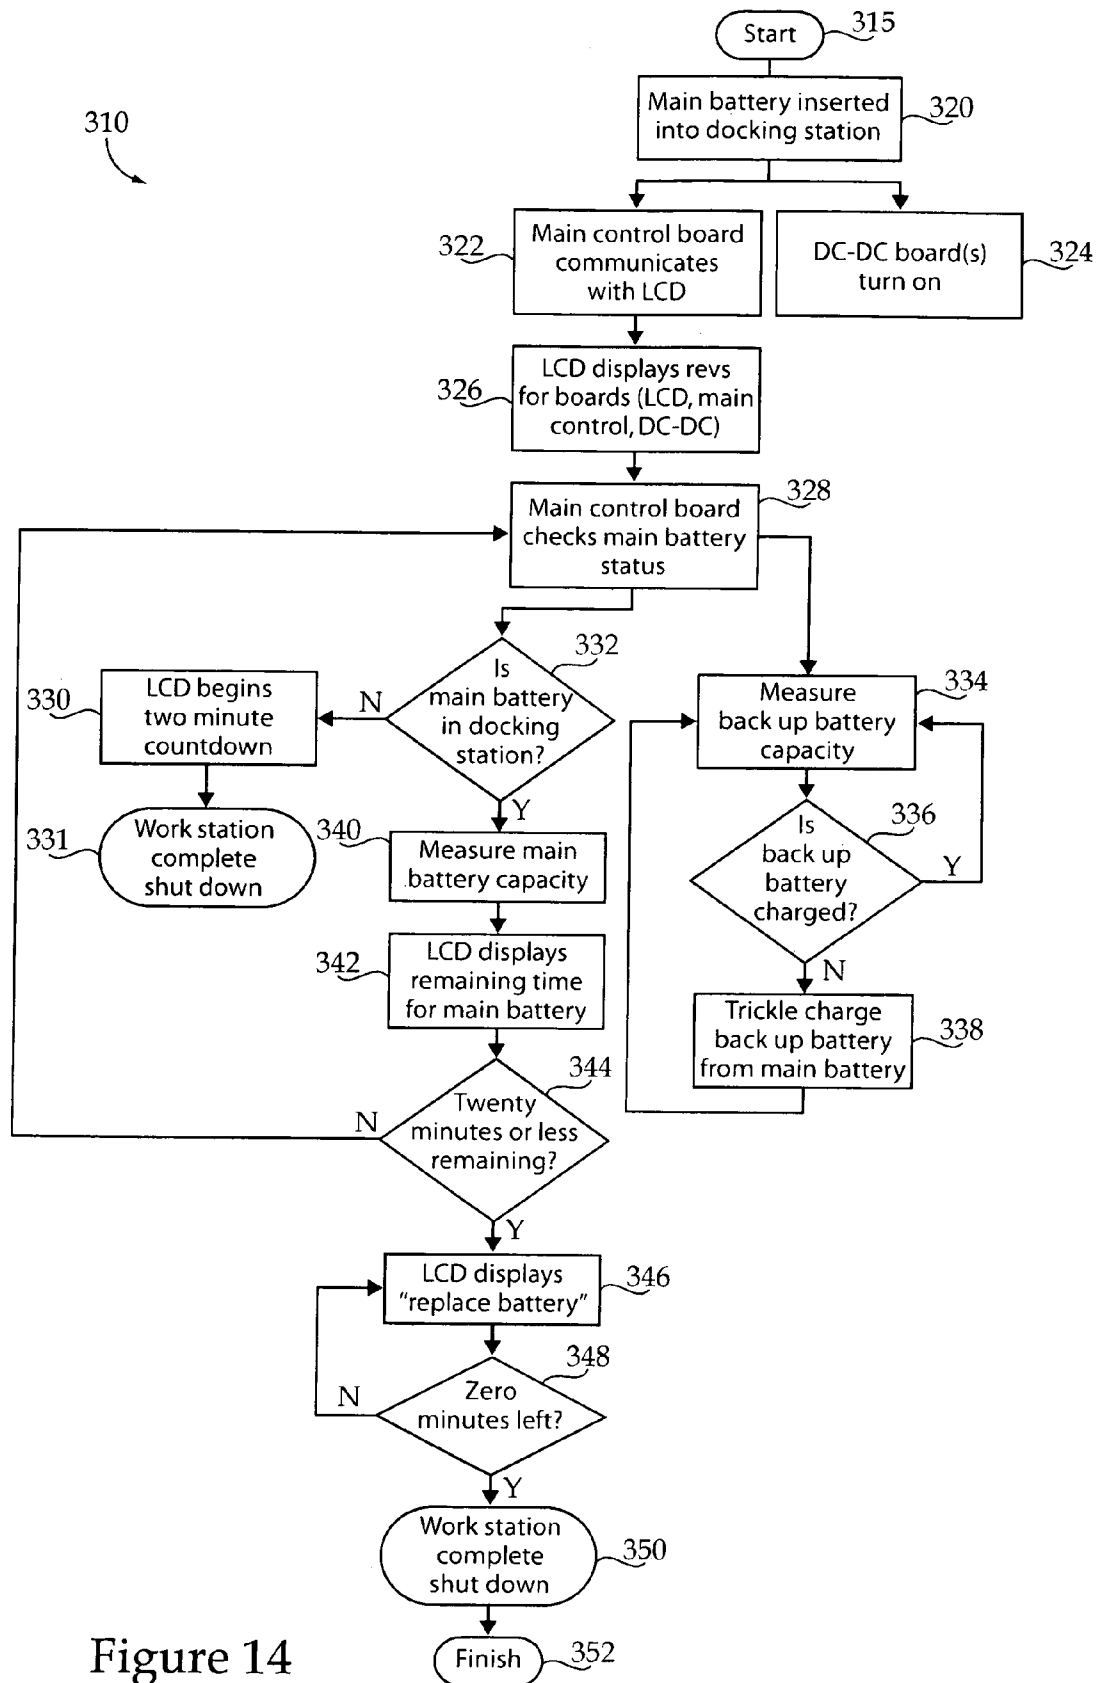 Start
315
Main battery inserted
into docking station
320
310
Main control board
communicates
with LCD
322
DC-DC board(s)
turn on
324
LCD displays revs
for boards (LCD, main
control, DC-DC)
326
Main control board
checks main battery
status
328
Is
main battery
in docking
station?
332
N
Y
LCD begins
two minute
countdown
330
Work station
complete
shut down
331
Measure
back up battery
capacity
334
Is
back up
battery
charged?
336
Y
N
Trickle charge
back up battery
from main battery
338
Measure main
battery capacity
340
LCD displays
remaining time
for main battery
342
Twenty
minutes or less
remaining?
344
N
Y
LCD displays
“replace battery”
346
Zero
minutes left?
348
N
Y
Work station
complete
shut down
350
Finish
352
Figure 14